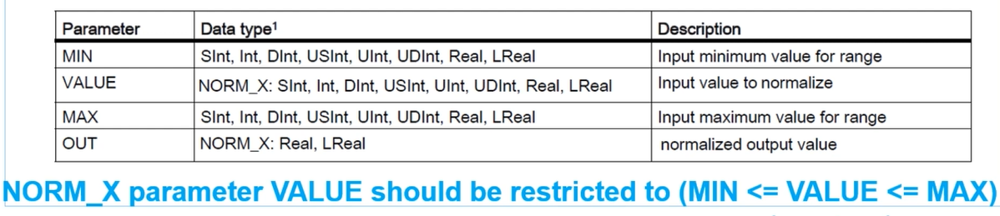 Parameter Data type¹ Description
MIN SInt, Int, DInt, USInt, UInt, UDInt, Real, LReal Input minimum value for range
VALUE NORM_X: SInt, Int, DInt, USInt, UInt, UDInt, Real, LReal Input value to normalize
MAX SInt, Int, DInt, USInt, UInt, UDInt, Real, LReal Input maximum value for range
OUT NORM_X: Real, LReal normalized output value
NORM_X parameter VALUE should be restricted to (MIN <= VALUE <= MAX)